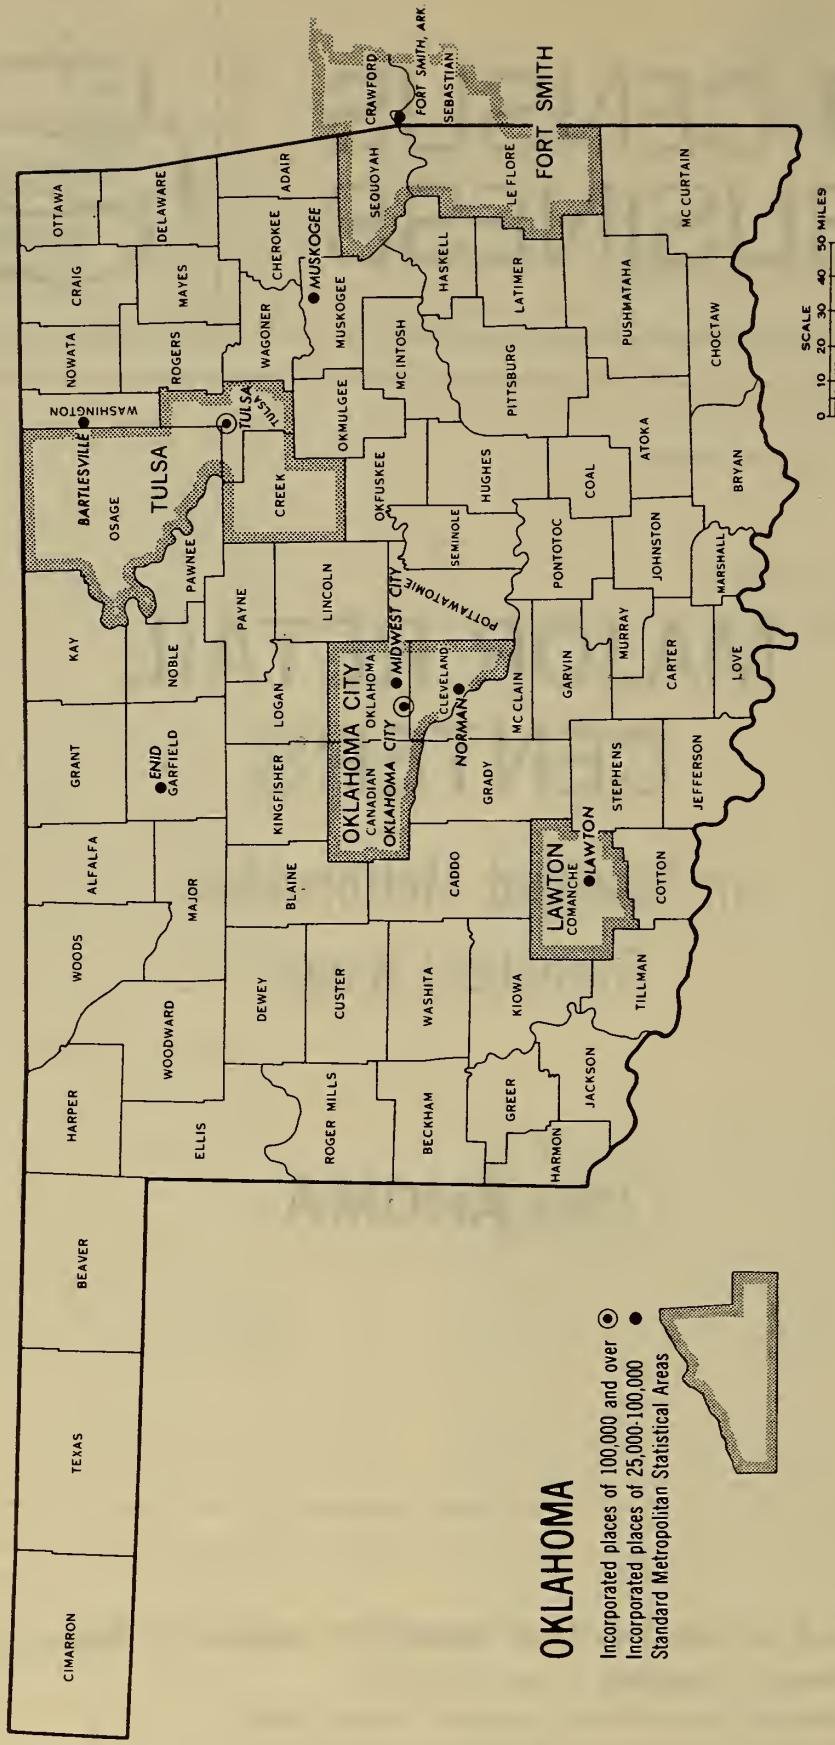 CIMARRON
TEXAS
BEAVER
HARPER
WOODS
ALFALFA
GRANT
KAY
OSAGE
BARTLESVILLE
WASHINGTON
NOWATA
CRAIG
OTTAWA
ELLIS
WOODWARD
MAJOR
ENID
GARFIELD
NOBLE
PAWNEE
TULSA
TULSA
TULSA
ROGERS
MAYES
DELAWARE
ROGER MILLS
DEWEY
CUSTER
BLAINE
KINGFISHER
LOGAN
PAYNE
LINCOLN
CREEK
WAGONER
CHEROKEE
ADAIR
MUSKOGEE
MUSKOGEE
OKMULGEE
OKLAHOMA CITY
CANADIAN
OKLAHOMA
OKLAHOMA CITY
MIDWEST CITY
POTTAWATOMIE
SEMINOLE
OKFUSKEE
MC INTOSH
SEQUOYAH
CRAWFORD
FORT SMITH, ARK.
SEBASTIAN
FORT SMITH
LE FLORE
HASKELL
BECKHAM
WASHITA
CADDO
GRADY
CLEVELAND
NORMAN
MC CLAIN
HUGHES
PITTSBURG
LATIMER
GREER
KIOWA
LAWTON
COMANCHE
LAWTON
STEPHENS
GARVIN
MURRAY
PONTOTOC
COAL
ATOKA
PUSHMATAHA
MC CURTAIN
HARMON
JACKSON
TILLMAN
COTTON
JEFFERSON
CARTER
LOVE
JOHNSTON
MARSHALL
BRYAN
CHOCTAW
SCALE
0 10 20 30 40 50 MILES
OKLAHOMA
Incorporated places of 100,000 and over
Incorporated places of 25,000-100,000
Standard Metropolitan Statistical Areas